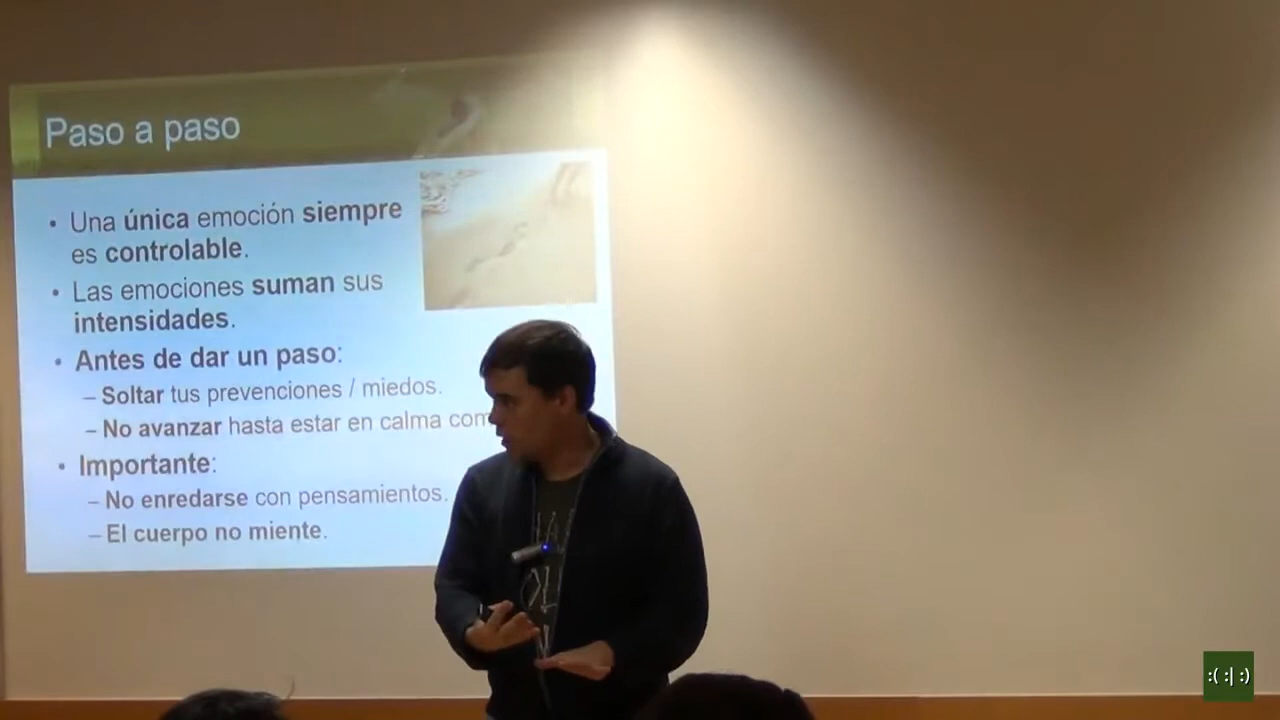 Paso a paso
• Una única emoción siempre
es controlable.
• Las emociones suman sus
intensidades.
• Antes de dar un paso:
– Soltar tus prevenciones / miedos.
– No avanzar hasta estar en calma
• Importante:
– No enredarse con pensamientos.
– El cuerpo no miente.
:( :| :)